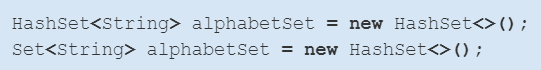 HashSet<String> alphabetSet = new HashSet<>();
Set<String> alphabetSet = new HashSet<>();